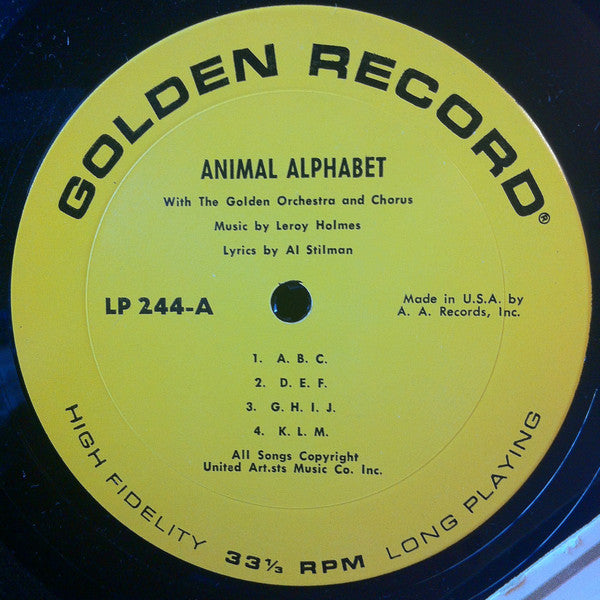 GOLDEN RECORD®
ANIMAL ALPHABET
With The Golden Orchestra and Chorus
Music by Leroy Holmes
Lyrics by Al Stilman
LP 244-A
Made in U.S.A. by
A. A. Records, Inc.
1. A. B. C.
2. D. E. F.
3. G. H. I. J.
4. K. L. M.
All Songs Copyright
United Art.sts Music Co. Inc.
HIGH FIDELITY 33⅓ RPM LONG PLAYING